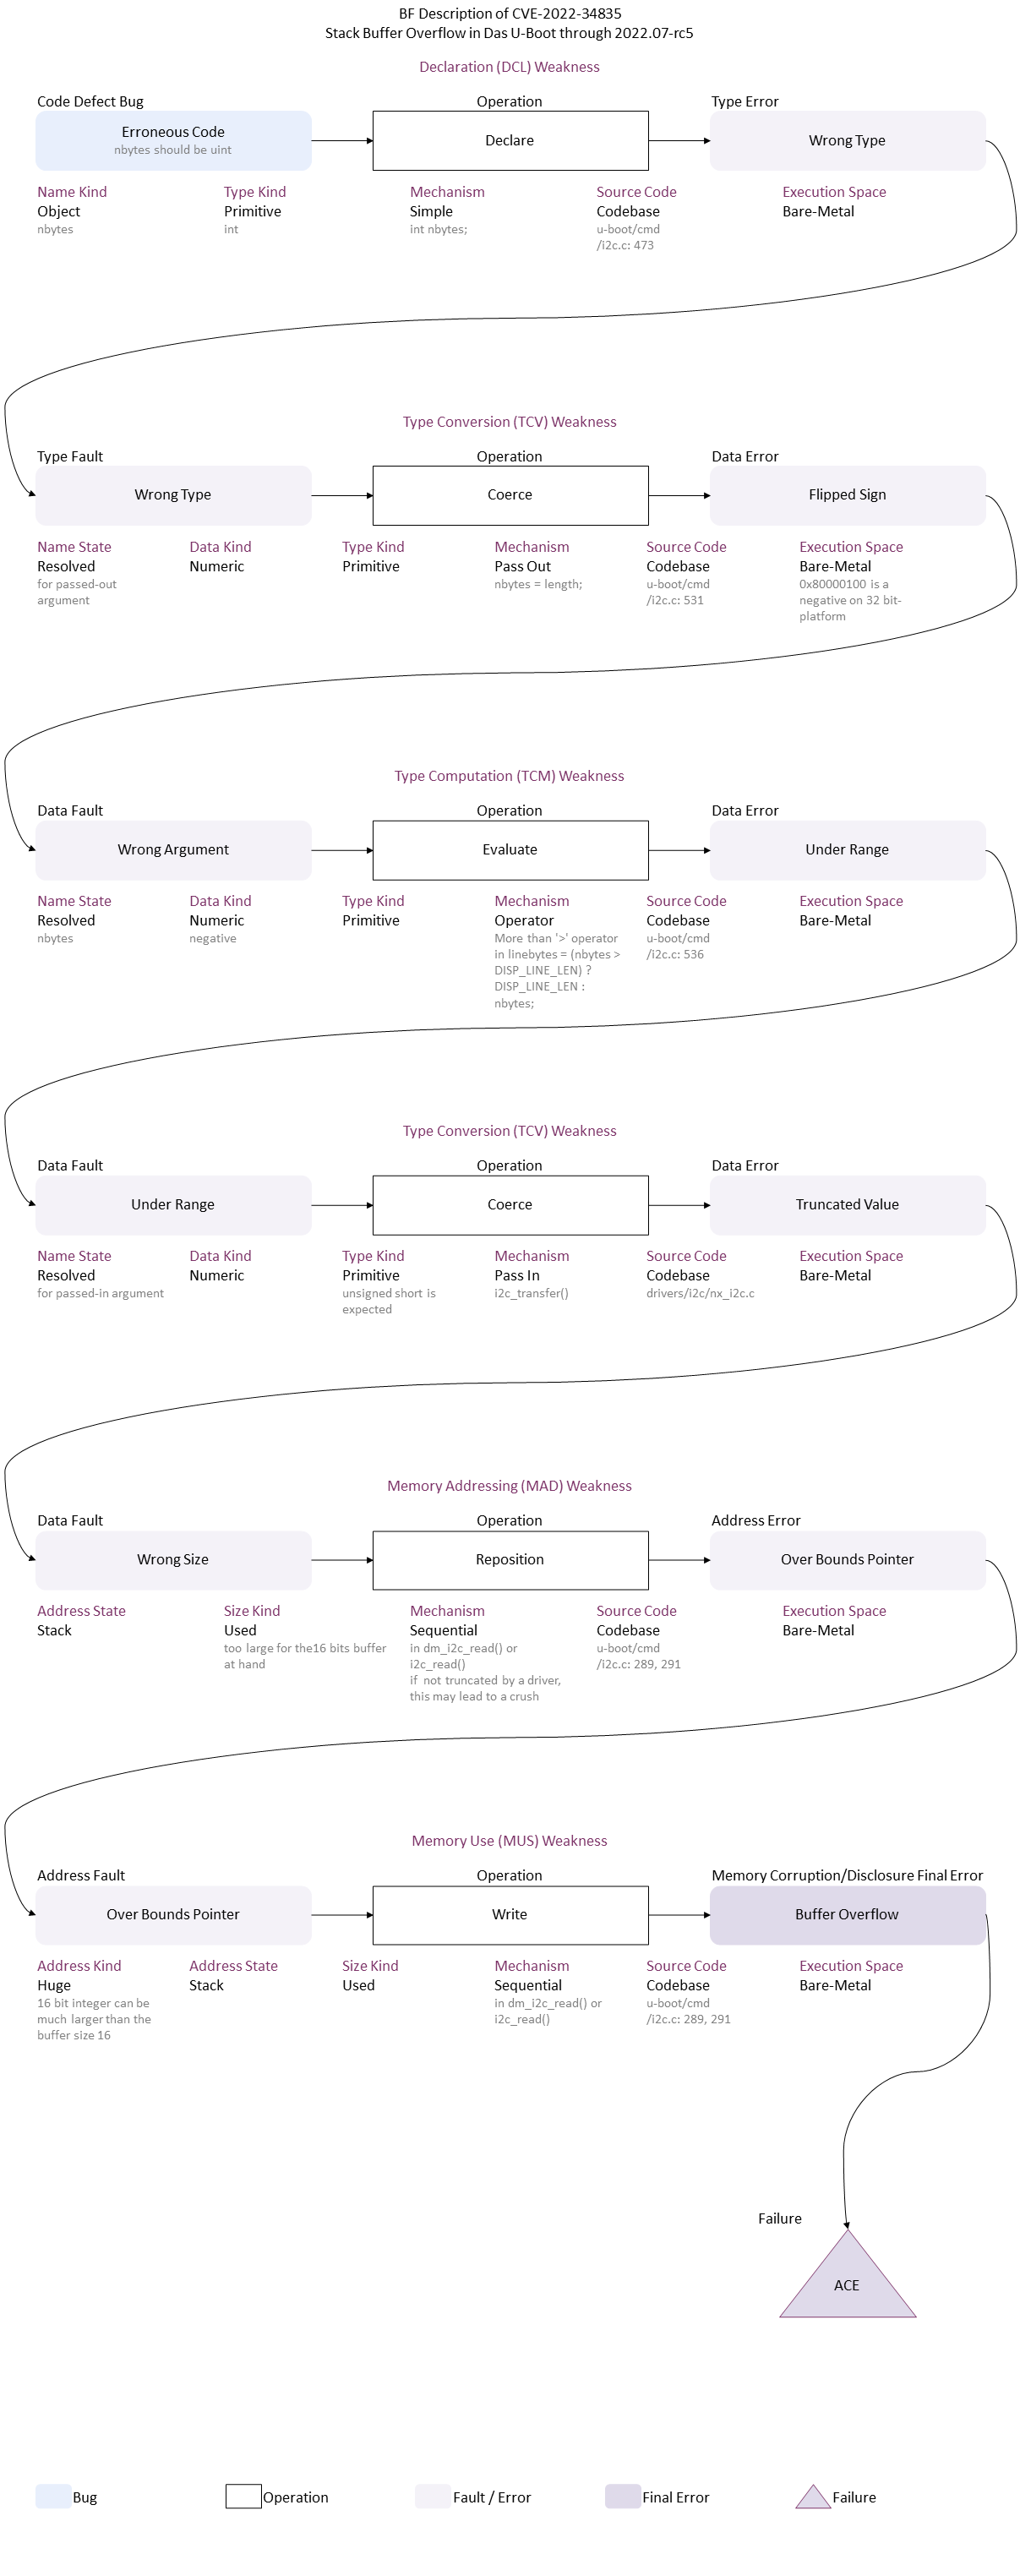 BF Description of CVE-2022-34835
Stack Buffer Overflow in Das U-Boot through 2022.07-rc5
Declaration (DCL) Weakness
Code Defect Bug
Operation
Type Error
Erroneous Code
nbytes should be uint
Declare
Wrong Type
Name Kind
Object
nbytes
Type Kind
Primitive
int
Mechanism
Simple
int nbytes;
Source Code
Codebase
u-boot/cmd
/i2c.c: 473
Execution Space
Bare-Metal
Type Conversion (TCV) Weakness
Type Fault
Operation
Data Error
Wrong Type
Coerce
Flipped Sign
Name State
Resolved
for passed-out
argument
Data Kind
Numeric
Type Kind
Primitive
Mechanism
Pass Out
nbytes = length;
Source Code
Codebase
u-boot/cmd
/i2c.c: 531
Execution Space
Bare-Metal
0x80000100 is a
negative on 32 bit-
platform
Type Computation (TCM) Weakness
Data Fault
Operation
Data Error
Wrong Argument
Evaluate
Under Range
Name State
Resolved
nbytes
Data Kind
Numeric
negative
Type Kind
Primitive
Mechanism
Operator
More than '>' operator
in linebytes = (nbytes >
DISP_LINE_LEN) ?
DISP_LINE_LEN :
nbytes;
Source Code
Codebase
u-boot/cmd
/i2c.c: 536
Execution Space
Bare-Metal
Type Conversion (TCV) Weakness
Data Fault
Operation
Data Error
Under Range
Coerce
Truncated Value
Name State
Resolved
for passed-in argument
Data Kind
Numeric
Type Kind
Primitive
unsigned short is
expected
Mechanism
Pass In
i2c_transfer()
Source Code
Codebase
drivers/i2c/nx_i2c.c
Execution Space
Bare-Metal
Memory Addressing (MAD) Weakness
Data Fault
Operation
Address Error
Wrong Size
Reposition
Over Bounds Pointer
Address State
Stack
Size Kind
Used
too large for the16 bits buffer
at hand
Mechanism
Sequential
in dm_i2c_read() or
i2c_read()
if not truncated by a driver,
this may lead to a crush
Source Code
Codebase
u-boot/cmd
/i2c.c: 289, 291
Execution Space
Bare-Metal
Memory Use (MUS) Weakness
Address Fault
Operation
Memory Corruption/Disclosure Final Error
Over Bounds Pointer
Write
Buffer Overflow
Address Kind
Huge
16 bit integer can be
much larger than the
buffer size 16
Address State
Stack
Size Kind
Used
Mechanism
Sequential
in dm_i2c_read() or
i2c_read()
Source Code
Codebase
u-boot/cmd
/i2c.c: 289, 291
Execution Space
Bare-Metal
Failure
ACE
Bug
Operation
Fault / Error
Final Error
Failure